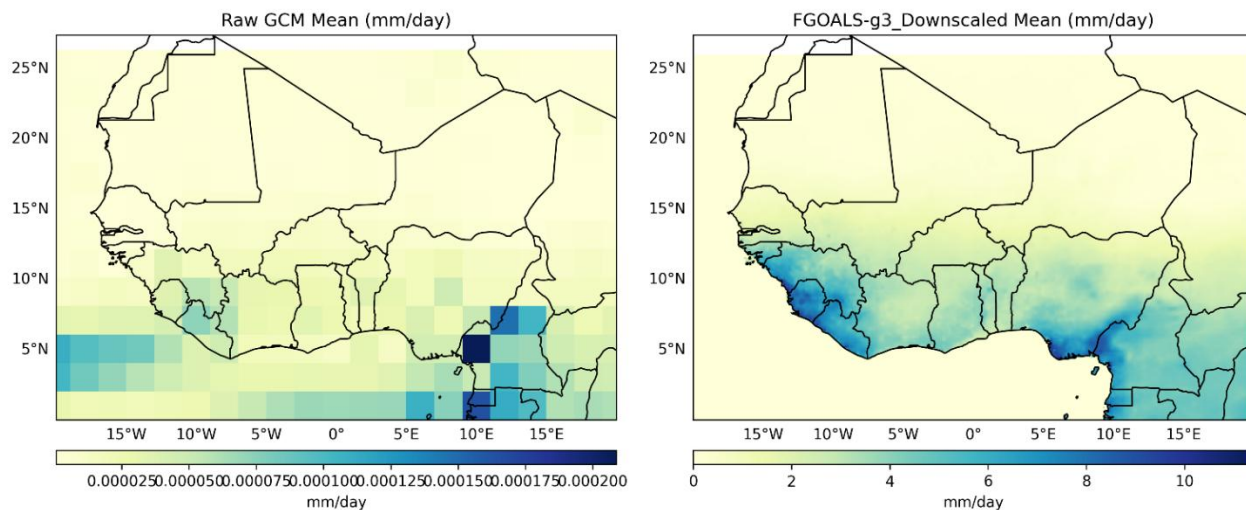 Raw GCM Mean (mm/day)
25°N
20°N
15°N
10°N
5°N
15°W 10°W 5°W 0° 5°E 10°E 15°E
0.000025 0.000050 0.000075 0.000100 0.000125 0.000150 0.000175 0.000200
mm/day
FGOALS-g3_Downscaled Mean (mm/day)
25°N
20°N
15°N
10°N
5°N
15°W 10°W 5°W 0° 5°E 10°E 15°E
0 2 4 6 8 10
mm/day